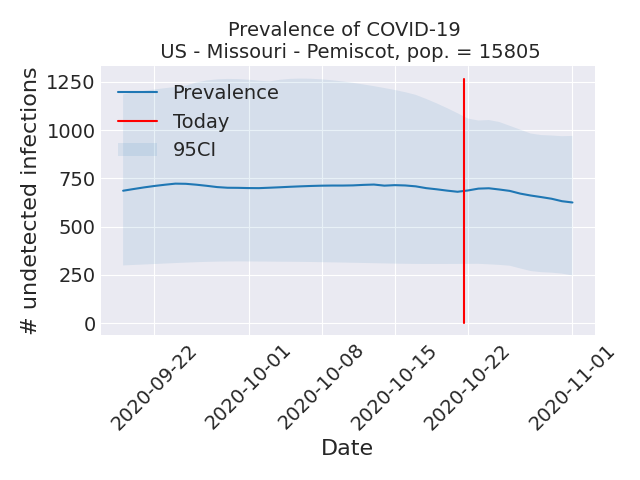 Prevalence of COVID-19
US - Missouri - Pemiscot, pop. = 15805
# undetected infections
1250
1000
750
500
250
0
Prevalence
Today
95CI
2020-09-22
2020-10-01
2020-10-08
2020-10-15
2020-10-22
2020-11-01
Date